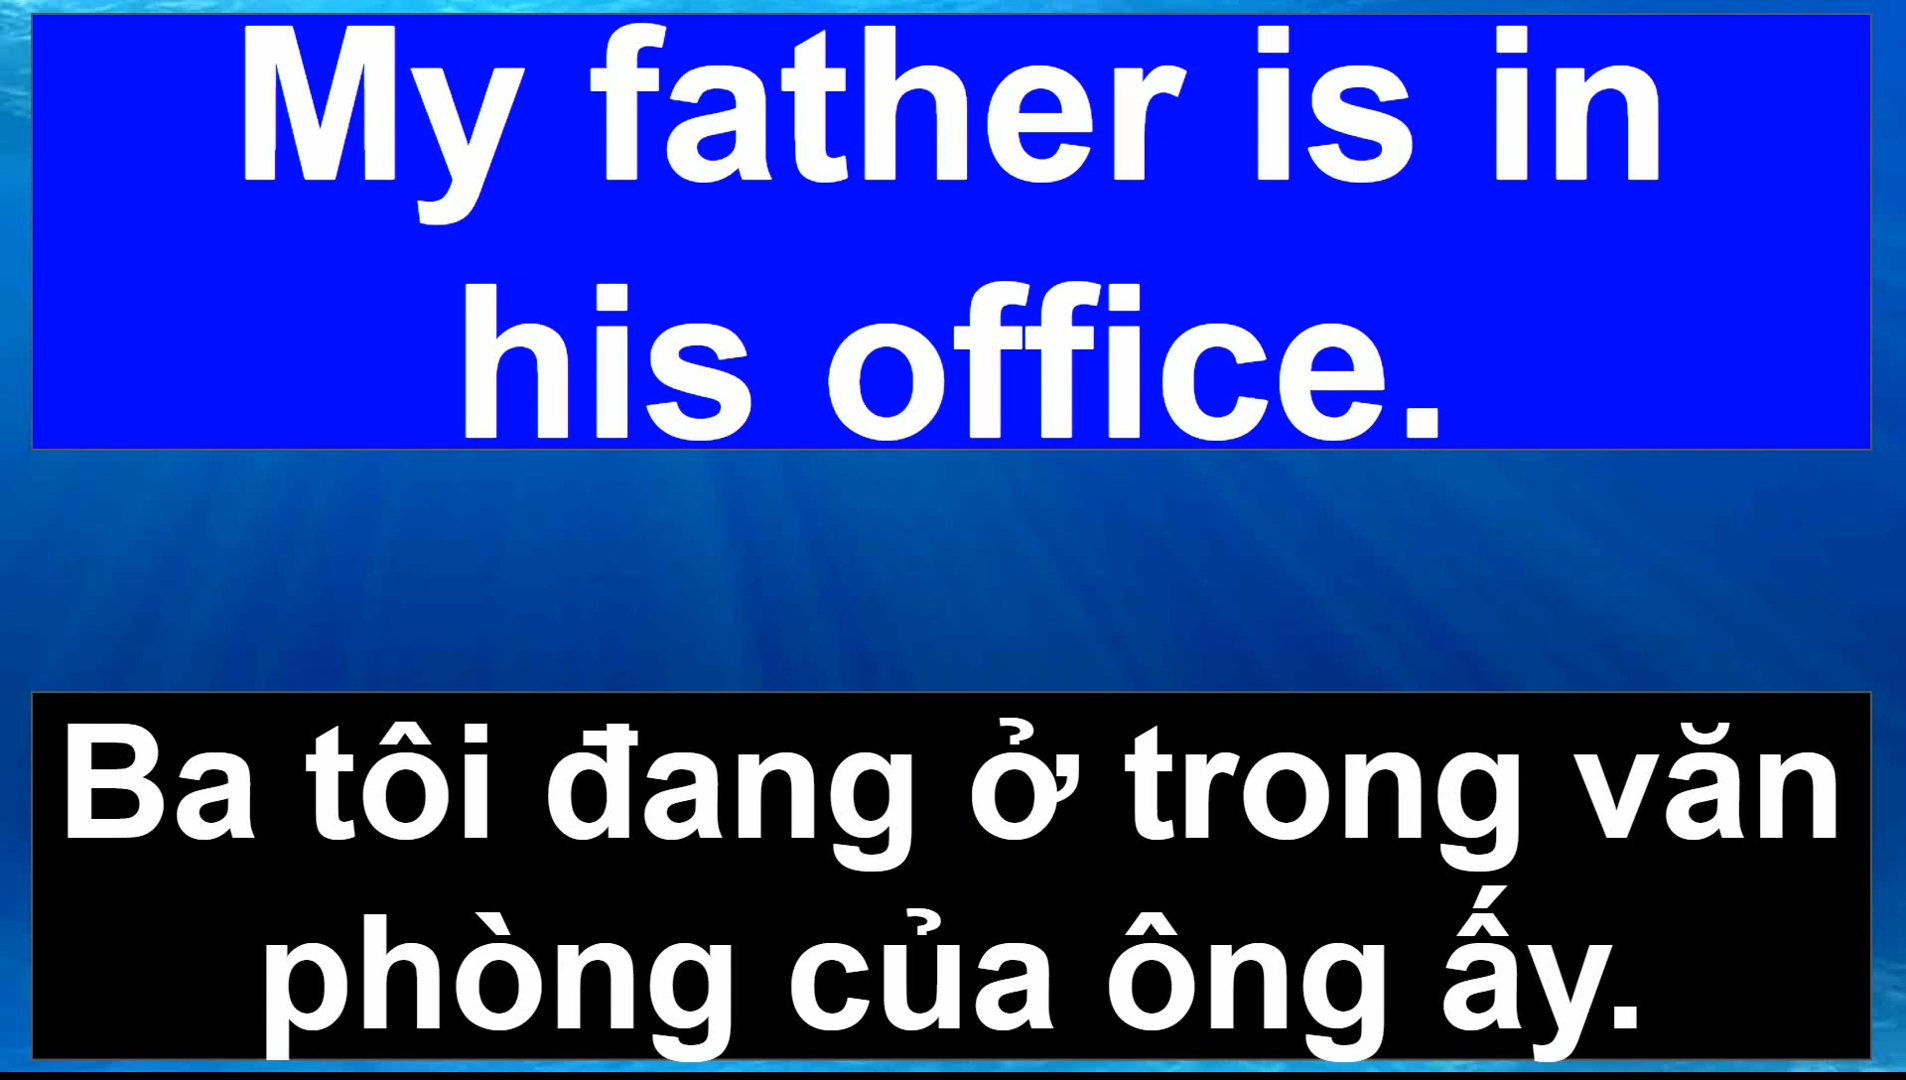 My father is in
his office.
Ba tôi đang ở trong văn
phòng của ông ấy.